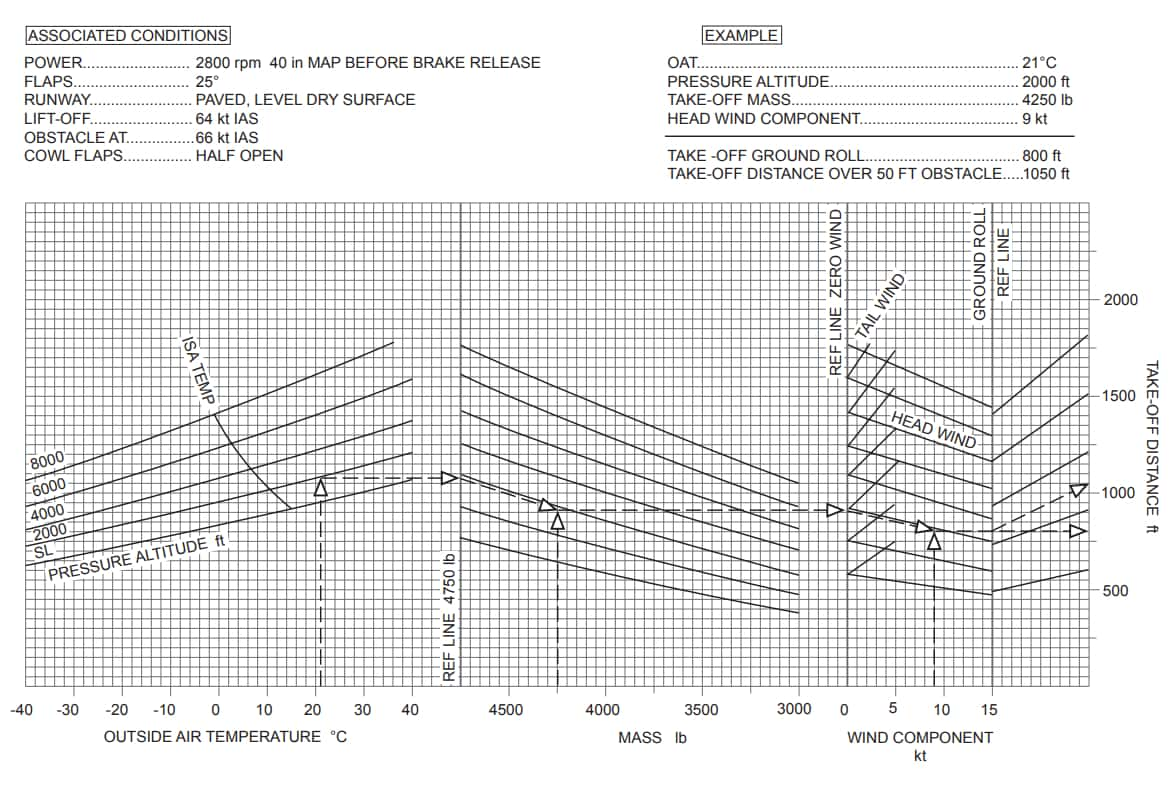 ASSOCIATED CONDITIONS
POWER....................... 2800 rpm 40 in MAP BEFORE BRAKE RELEASE
FLAPS......................... 25°
RUNWAY..................... PAVED, LEVEL DRY SURFACE
LIFT-OFF..................... 64 kt IAS
OBSTACLE AT..............66 kt IAS
COWL FLAPS.............. HALF OPEN
EXAMPLE
OAT...................................................................... 21°C
PRESSURE ALTITUDE......................................... 2000 ft
TAKE-OFF MASS................................................. 4250 lb
HEAD WIND COMPONENT................................... 9 kt
TAKE -OFF GROUND ROLL.................................. 800 ft
TAKE-OFF DISTANCE OVER 50 FT OBSTACLE.....1050 ft
ISA TEMP
8000
6000
4000
2000
SL
PRESSURE ALTITUDE ft
REF LINE 4750 lb
REF LINE ZERO WIND
TAIL WIND
HEAD WIND
GROUND ROLL
REF LINE
2000
1500
1000
500
TAKE-OFF DISTANCE ft
-40 -30 -20 -10 0 10 20 30 40 4500 4000 3500 3000 0 5 10 15
OUTSIDE AIR TEMPERATURE °C MASS lb WIND COMPONENT
kt